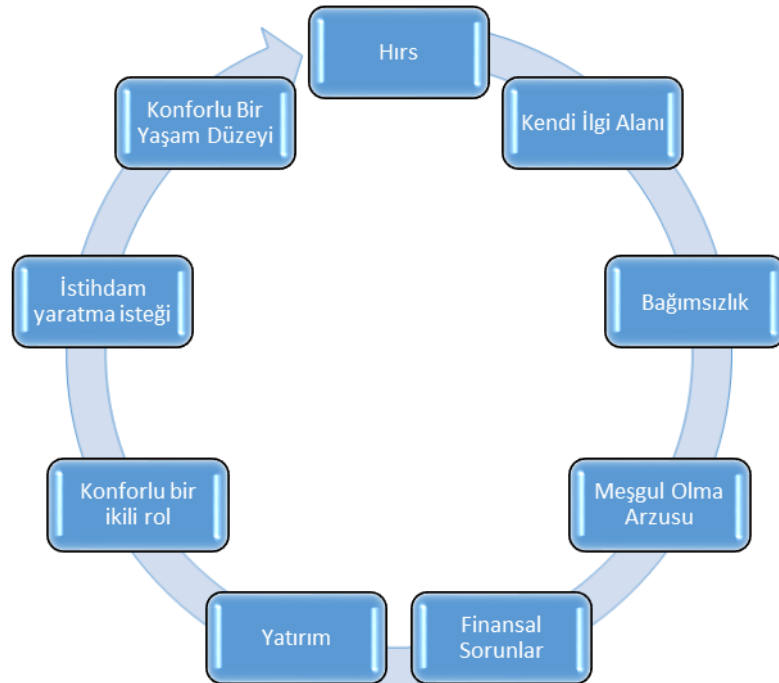 Hırs
Kendi İlgi Alanı
Bağımsızlık
Meşgul Olma
Arzusu
Finansal
Sorunlar
Yatırım
Konforlu bir
ikili rol
İstihdam
yaratma isteği
Konforlu Bir
Yaşam Düzeyi